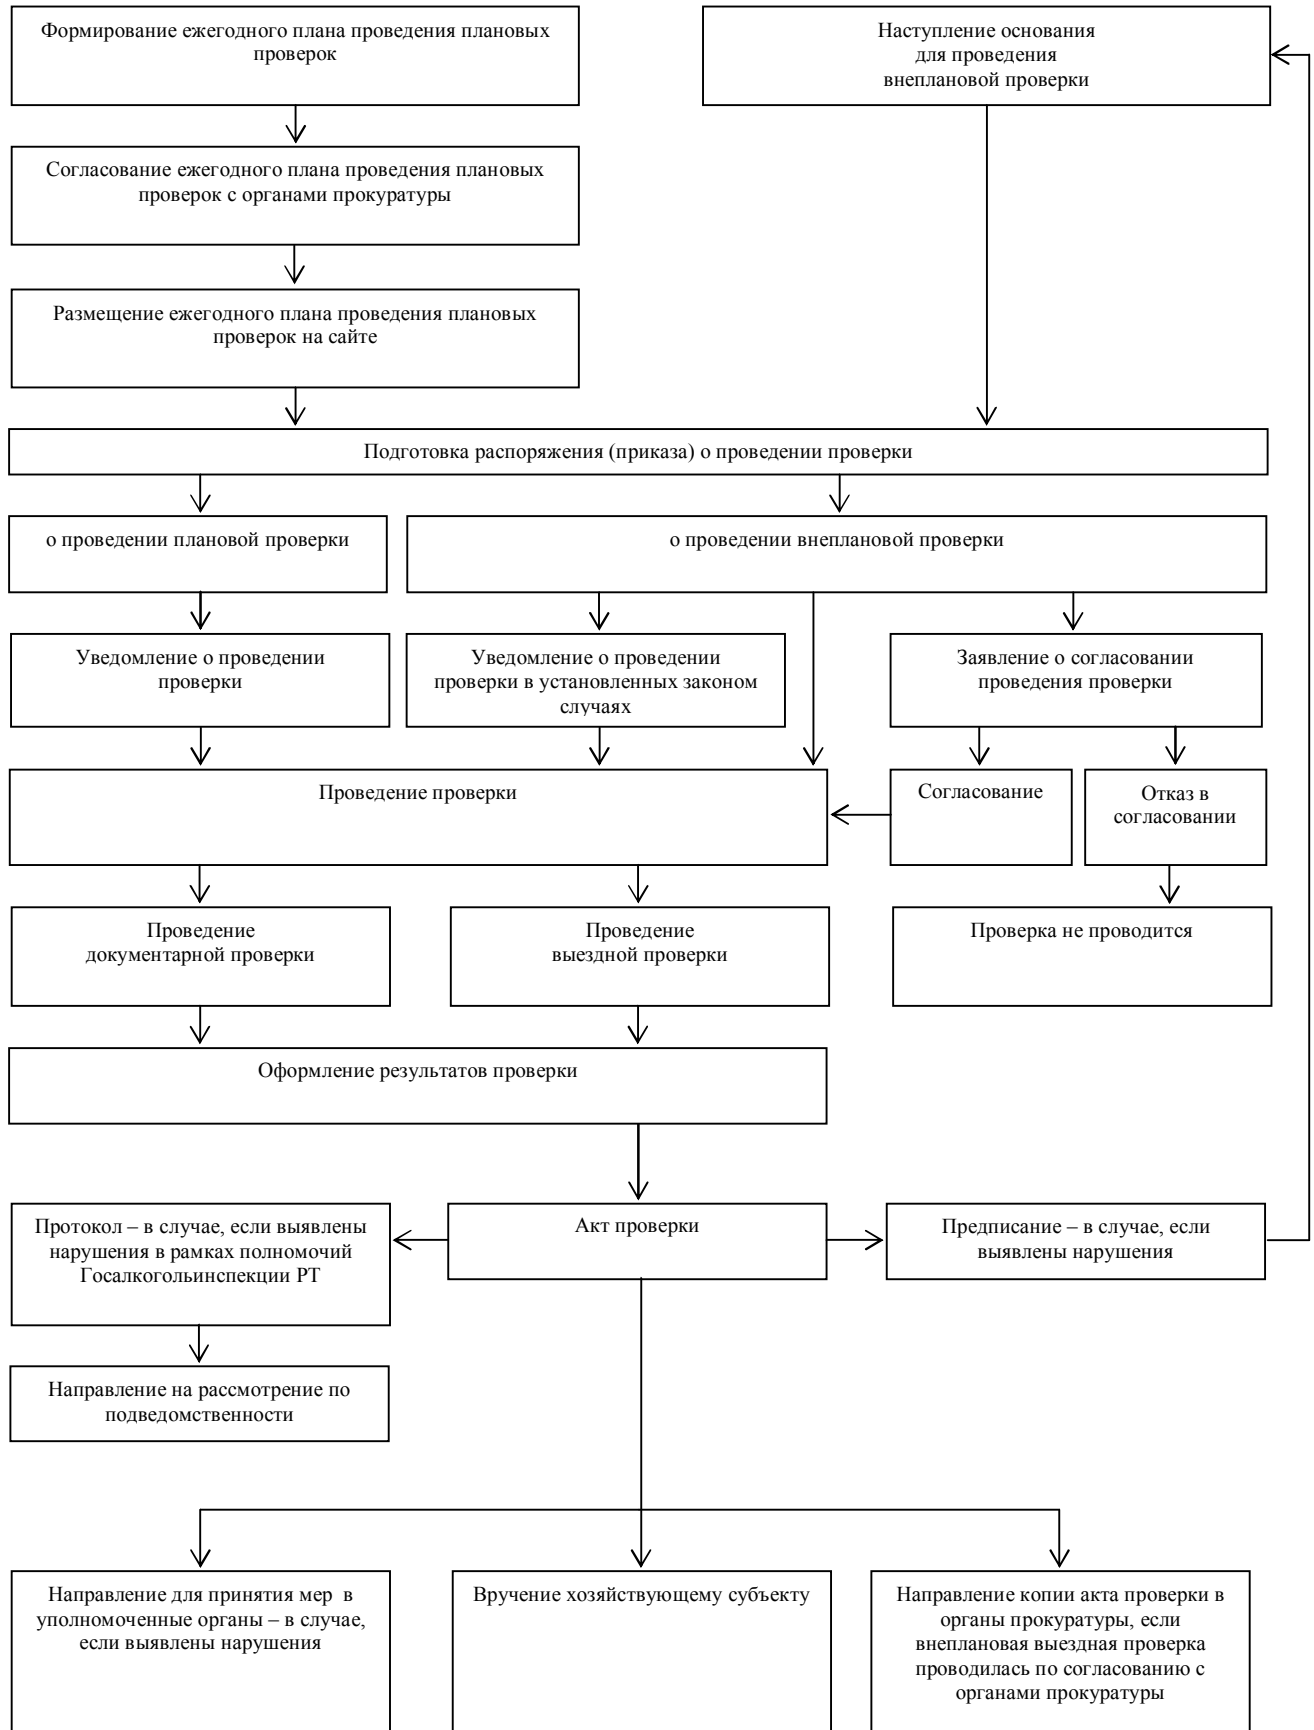 Формирование ежегодного плана проведения плановых
проверок
Наступление основания
для проведения
внеплановой проверки
Согласование ежегодного плана проведения плановых
проверок с органами прокуратуры
Размещение ежегодного плана проведения плановых
проверок на сайте
Подготовка распоряжения (приказа) о проведении проверки
о проведении плановой проверки
о проведении внеплановой проверки
Уведомление о проведении
проверки
Уведомление о проведении
проверки в установленных законом
случаях
Заявление о согласовании
проведения проверки
Проведение проверки
Согласование
Отказ в
согласовании
Проведение
документарной проверки
Проведение
выездной проверки
Проверка не проводится
Оформление результатов проверки
Протокол – в случае, если выявлены
нарушения в рамках полномочий
Госалкогольинспекции РТ
Акт проверки
Предписание – в случае, если
выявлены нарушения
Направление на рассмотрение по
подведомственности
Направление для принятия мер в
уполномоченные органы – в случае,
если выявлены нарушения
Вручение хозяйствующему субъекту
Направление копии акта проверки в
органы прокуратуры, если
внеплановая выездная проверка
проводилась по согласованию с
органами прокуратуры